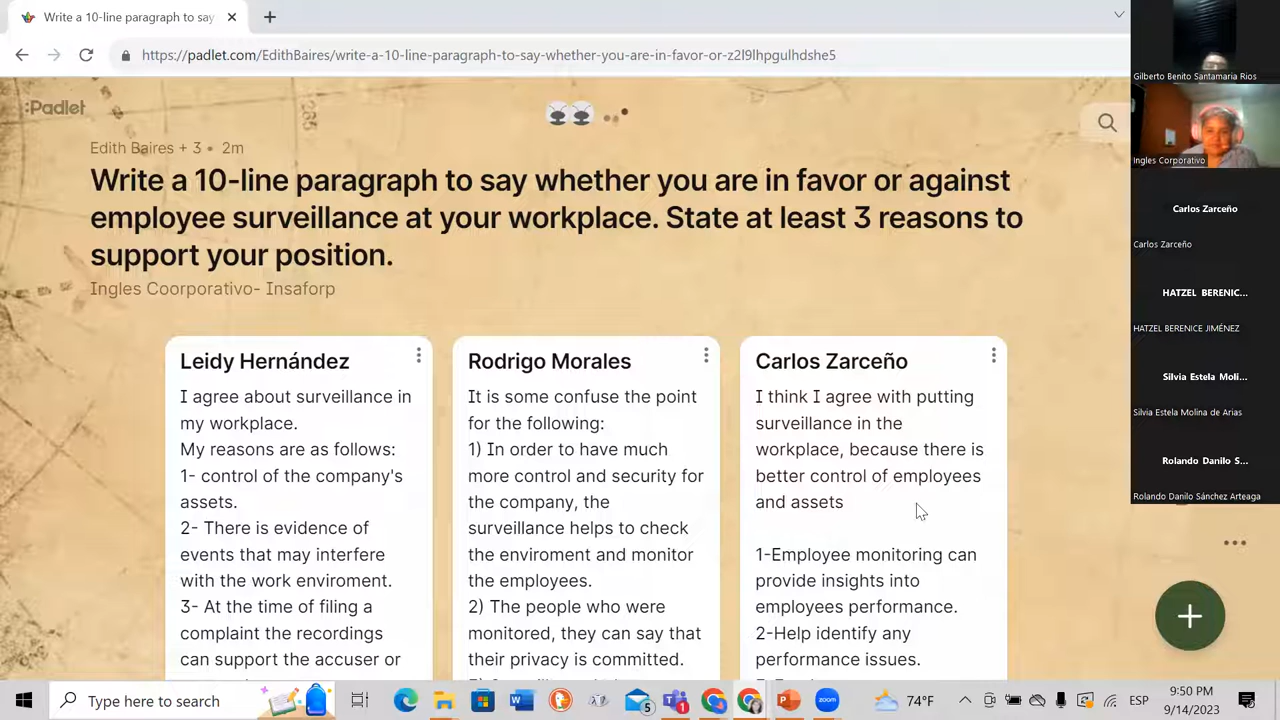 Write a 10-line paragraph to say
https://padlet.com/EdithBaires/write-a-10-line-paragraph-to-say-whether-you-are-in-favor-or-z2l9lhpgulhdshe5
:Padlet
Edith Baires + 3 • 2m
Write a 10-line paragraph to say whether you are in favor or against
employee surveillance at your workplace. State at least 3 reasons to
support your position.
Ingles Coorporativo- Insaforp
Leidy Hernández
I agree about surveillance in
my workplace.
My reasons are as follows:
1- control of the company's
assets.
2- There is evidence of
events that may interfere
with the work enviroment.
3- At the time of filing a
complaint the recordings
can support the accuser or
Rodrigo Morales
It is some confuse the point
for the following:
1) In order to have much
more control and security for
the company, the
surveillance helps to check
the enviroment and monitor
the employees.
2) The people who were
monitored, they can say that
their privacy is committed.
Carlos Zarceño
I think I agree with putting
surveillance in the
workplace, because there is
better control of employees
and assets
1-Employee monitoring can
provide insights into
employees performance.
2-Help identify any
performance issues.
Gilberto Benito Santamaria Rios
Ingles Corporativo
Carlos Zarceño
Carlos Zarceño
HATZEL BERENIC...
HATZEL BERENICE JIMÉNEZ
Silvia Estela Moli...
Silvia Estela Molina de Arias
Rolando Danilo S...
Rolando Danilo Sánchez Arteaga
Type here to search
5
1
zoom
74°F
ESP
9:50 PM
9/14/2023